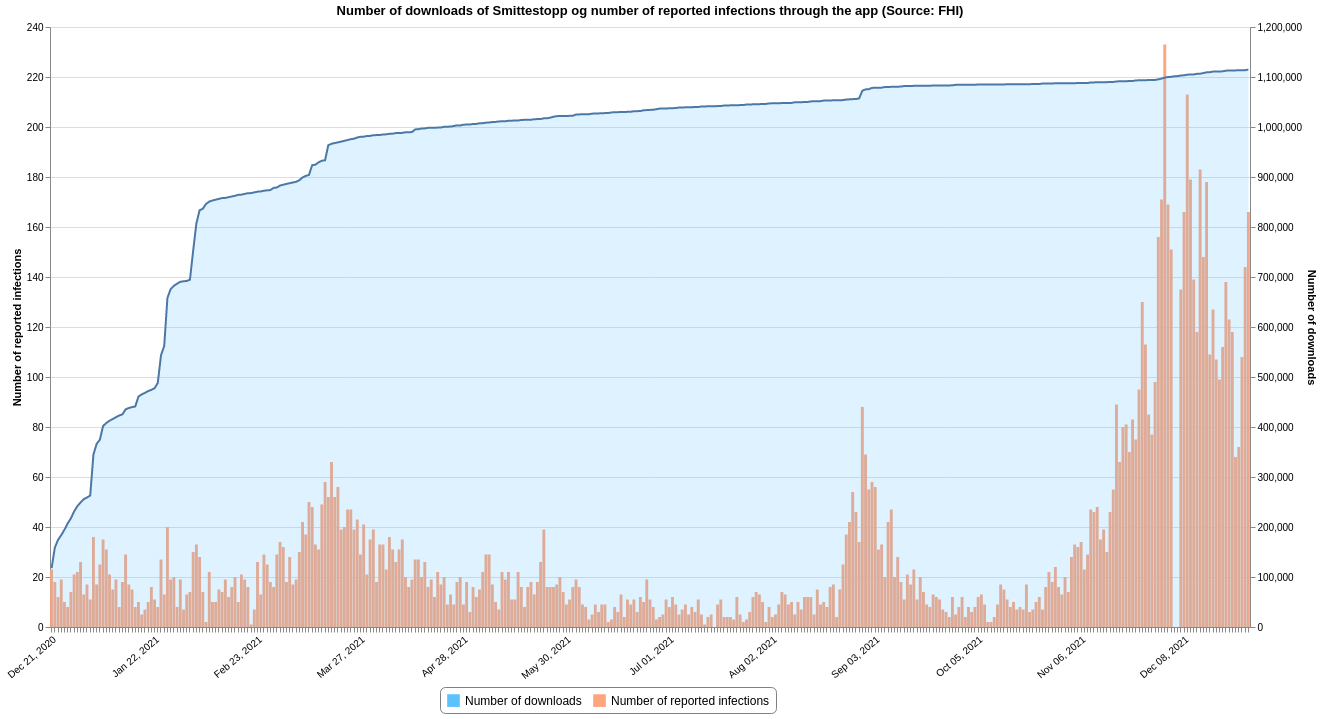 Number of downloads of Smittestopp og number of reported infections through the app (Source: FHI)
Number of reported infections
240
220
200
180
160
140
120
100
80
60
40
20
0
1,200,000
1,100,000
1,000,000
900,000
800,000
700,000
600,000
500,000
400,000
300,000
200,000
100,000
0
Number of downloads
Dec 21, 2020
Jan 22, 2021
Feb 23, 2021
Mar 27, 2021
Apr 28, 2021
May 30, 2021
Jul 01, 2021
Aug 02, 2021
Sep 03, 2021
Oct 05, 2021
Nov 06, 2021
Dec 08, 2021
Number of downloads
Number of reported infections